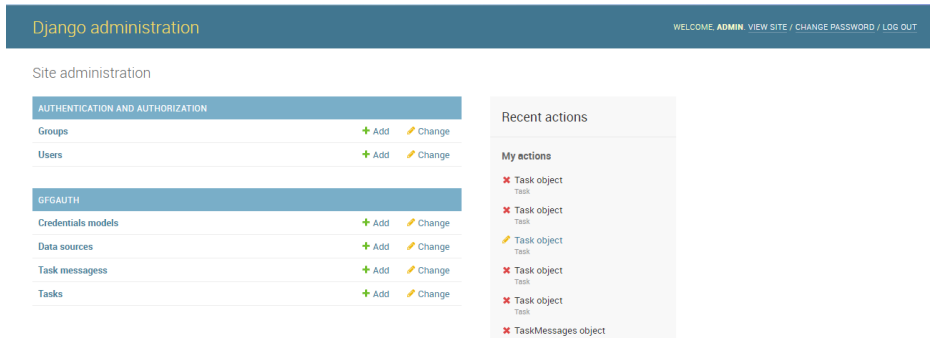 Django administration
WELCOME, ADMIN. VIEW SITE / CHANGE PASSWORD / LOG OUT
Site administration
AUTHENTICATION AND AUTHORIZATION
Groups Add Change
Users Add Change
GFGAUTH
Credentials models Add Change
Data sources Add Change
Task messagess Add Change
Tasks Add Change
Recent actions
My actions
Task object
Task
Task object
Task
Task object
Task
Task object
Task
Task object
Task
TaskMessages object